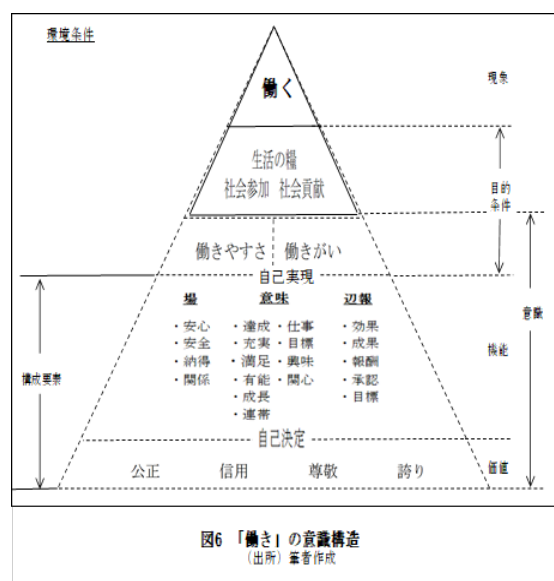 環境条件
働く
現象
生活の糧
社会参加 社会貢献
目的
条件
働きやすさ 働きがい
自己実現
場 意味 辺報
・安心 ・達成 ・仕事 ・効果
・安全 ・充実 ・目標 ・成果
・納得 ・満足 ・興味 ・報酬
・関係 ・有能 ・関心 ・承認
・成長 ・目標
・連帯
意識
機能
構成要素
自己決定
公正 信用 尊敬 誇り
価値
図6 「働き」の意識構造
(出所) 筆者作成